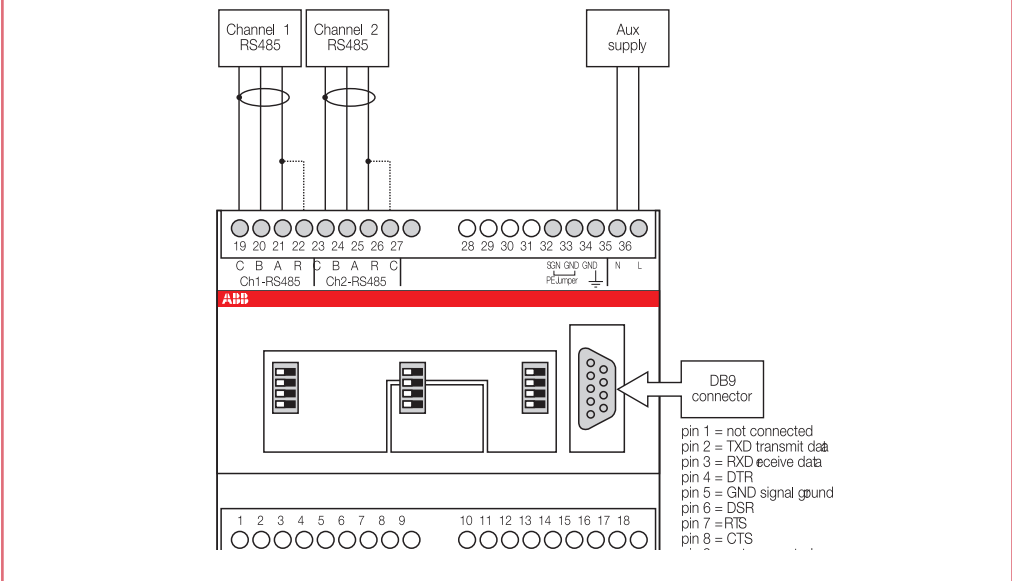 Channel 1
RS485
Channel 2
RS485
Aux
supply
19 20 21 22 23 24 25 26 27
28 29 30 31 32 33 34 35 36
C B A R C B A R C
SGN GND GND N L
Ch1-RS485
Ch2-RS485
PE Jumper
ABB
DB9
connector
pin 1 = not connected
pin 2 = TXD transmit data
pin 3 = RXD receive data
pin 4 = DTR
pin 5 = GND signal ground
pin 6 = DSR
pin 7 =RTS
pin 8 = CTS
1 2 3 4 5 6 7 8 9
10 11 12 13 14 15 16 17 18